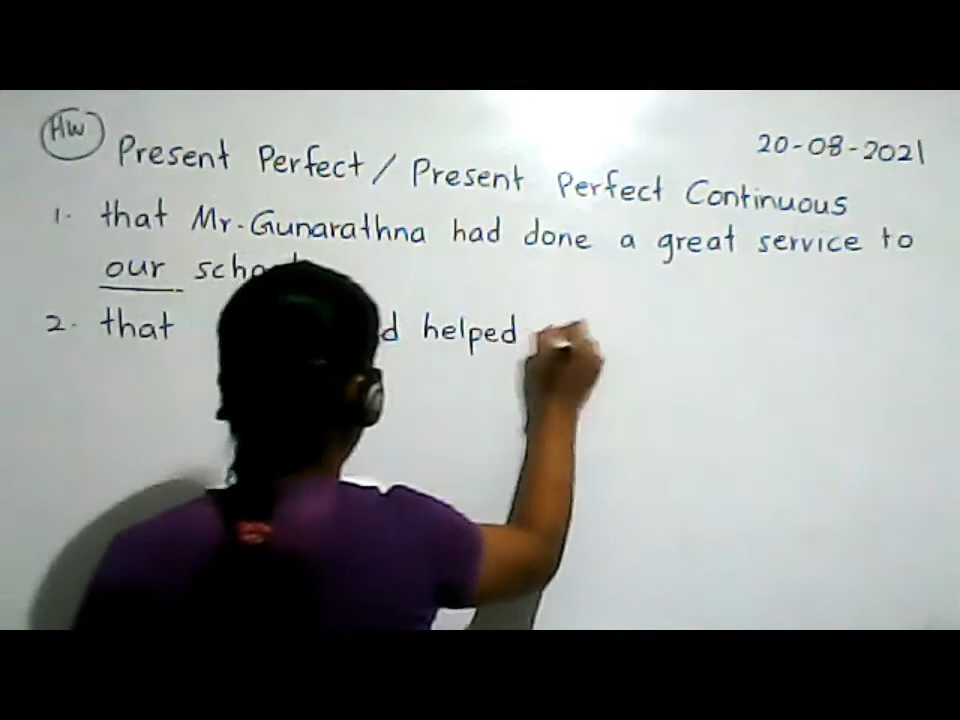 HW
Present Perfect / Present Perfect Continuous
20-08-2021
1. that Mr. Gunarathna had done a great service to
our
2. that helped